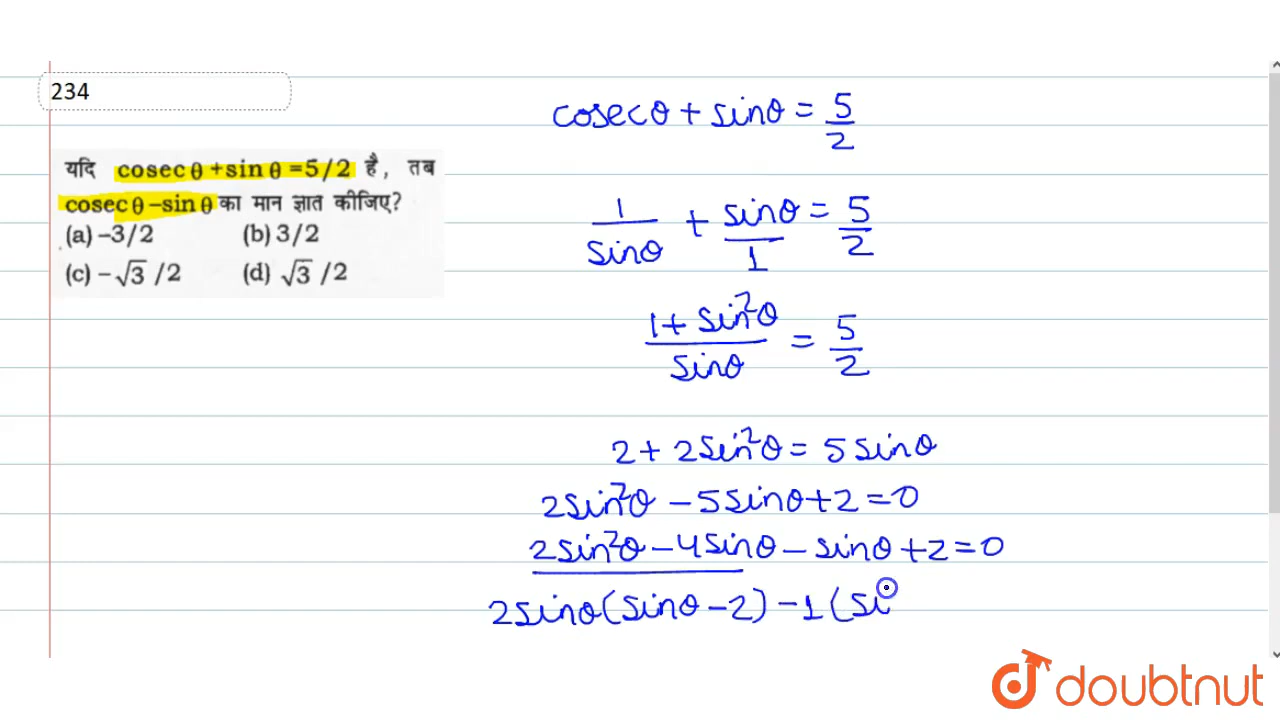 234
यदि cosec θ +sin θ =5/2 है, तब
cosec θ –sin θ का मान ज्ञात कीजिए?
(a) –3/2 (b) 3/2
(c) –√3 /2 (d) √3 /2
cosecθ + sinθ = 5/2
1/sinθ + sinθ/1 = 5/2
1 + sin²θ/sinθ = 5/2
2 + 2sin²θ = 5sinθ
2sin²θ – 5sinθ + 2 = 0
2sin²θ – 4sinθ – sinθ + 2 = 0
2sinθ(sinθ – 2) – 1(si
doubtnut